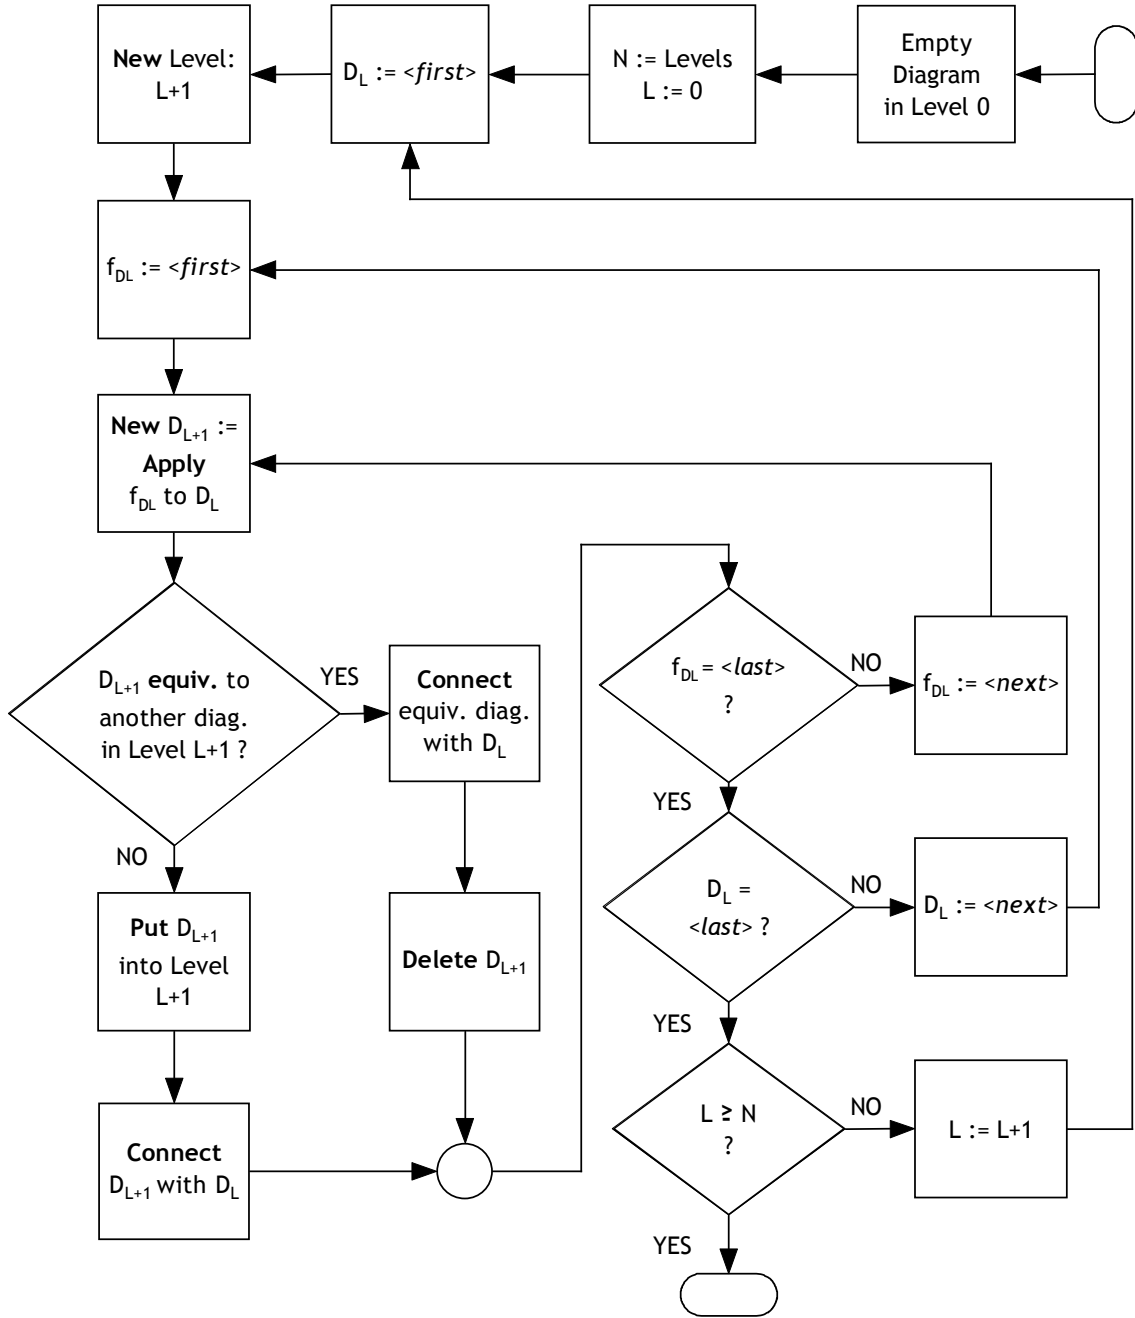 New Level:
L+1
D_L := <first>
N := Levels
L := 0
Empty
Diagram
in Level 0
f_DL := <first>
New D_L+1 :=
Apply
f_DL to D_L
D_L+1 equiv. to
another diag.
in Level L+1 ?
YES
NO
Connect
equiv. diag.
with D_L
Put D_L+1
into Level
L+1
Delete D_L+1
Connect
D_L+1 with D_L
f_DL = <last>
?
NO
f_DL := <next>
YES
D_L =
<last> ?
NO
D_L := <next>
YES
L ≥ N
?
NO
L := L+1
YES